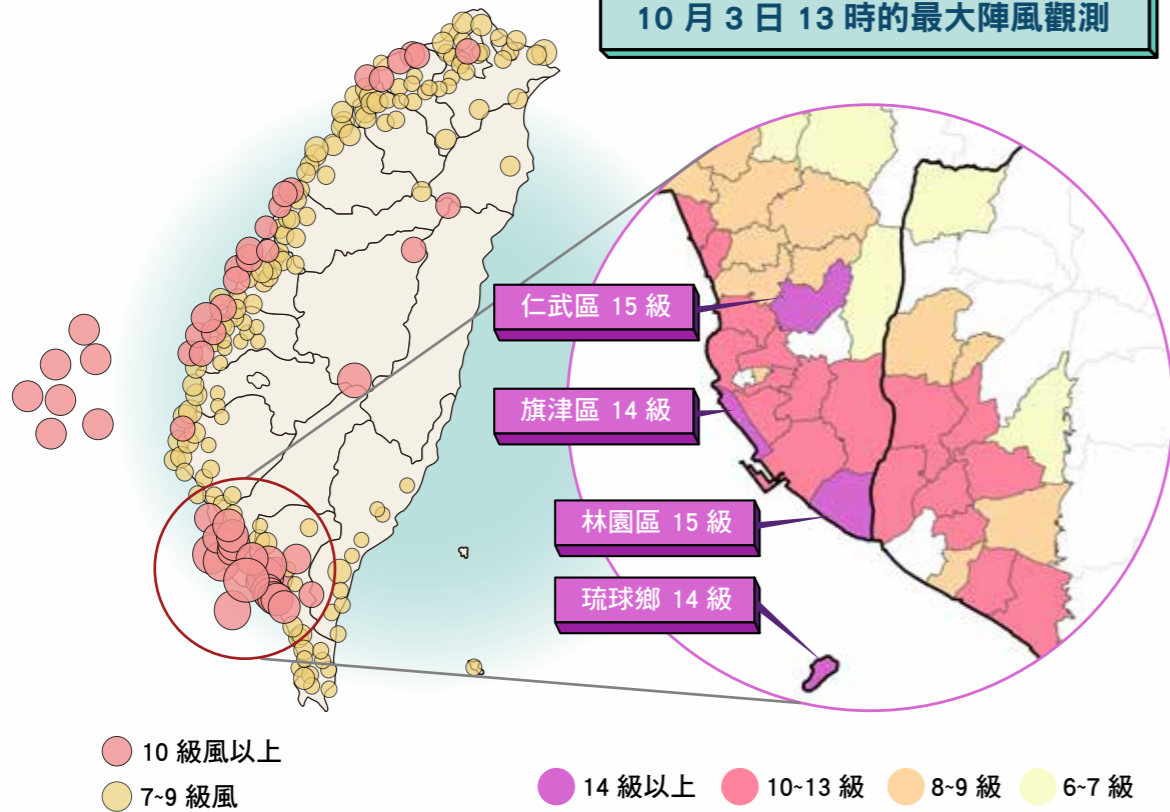 10 月 3 日 13 時的最大陣風觀測
仁武區 15 級
旗津區 14 級
林園區 15 級
琉球鄉 14 級
10 級風以上
7~9 級風
14 級以上
10~13 級
8~9 級
6~7 級